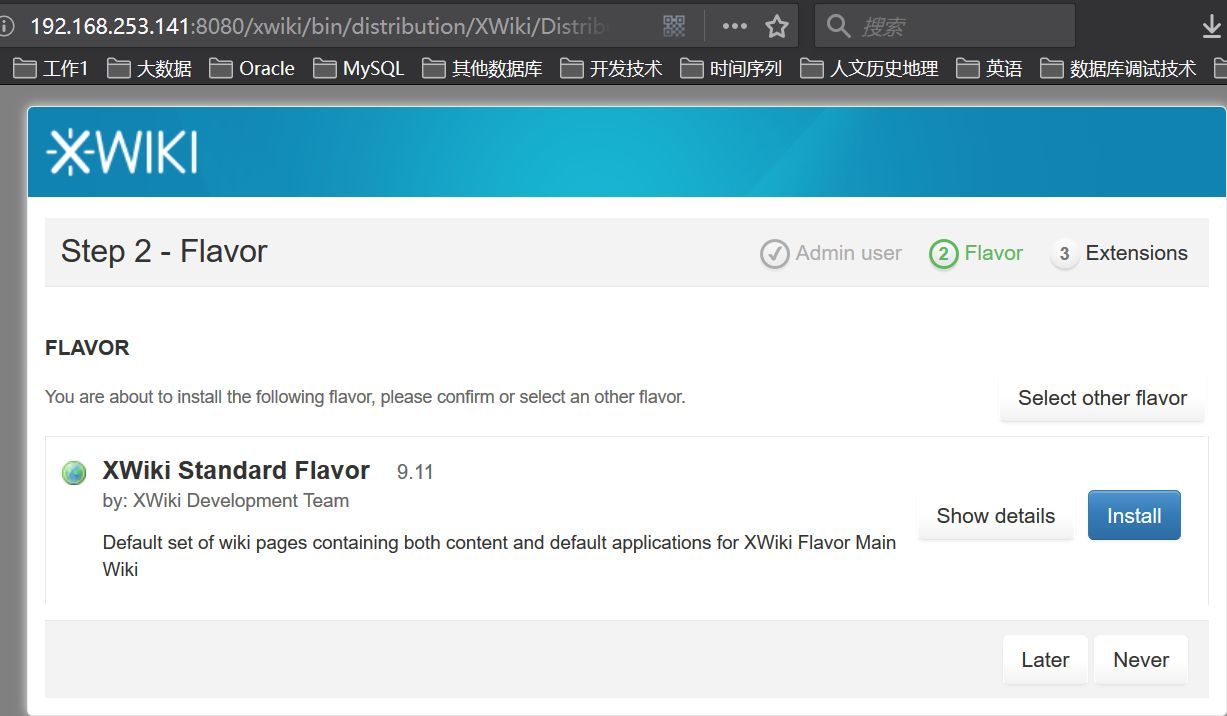 192.168.253.141:8080/xwiki/bin/distribution/XWiki/Distrib
搜索
工作1 大数据 Oracle MySQL 其他数据库 开发技术 时间序列 人文历史地理 英语 数据库调试技术
XWIKI
Step 2 - Flavor
Admin user 2 Flavor 3 Extensions
FLAVOR
You are about to install the following flavor, please confirm or select an other flavor.
Select other flavor
XWiki Standard Flavor 9.11
by: XWiki Development Team
Show details Install
Default set of wiki pages containing both content and default applications for XWiki Flavor Main
Wiki
Later Never